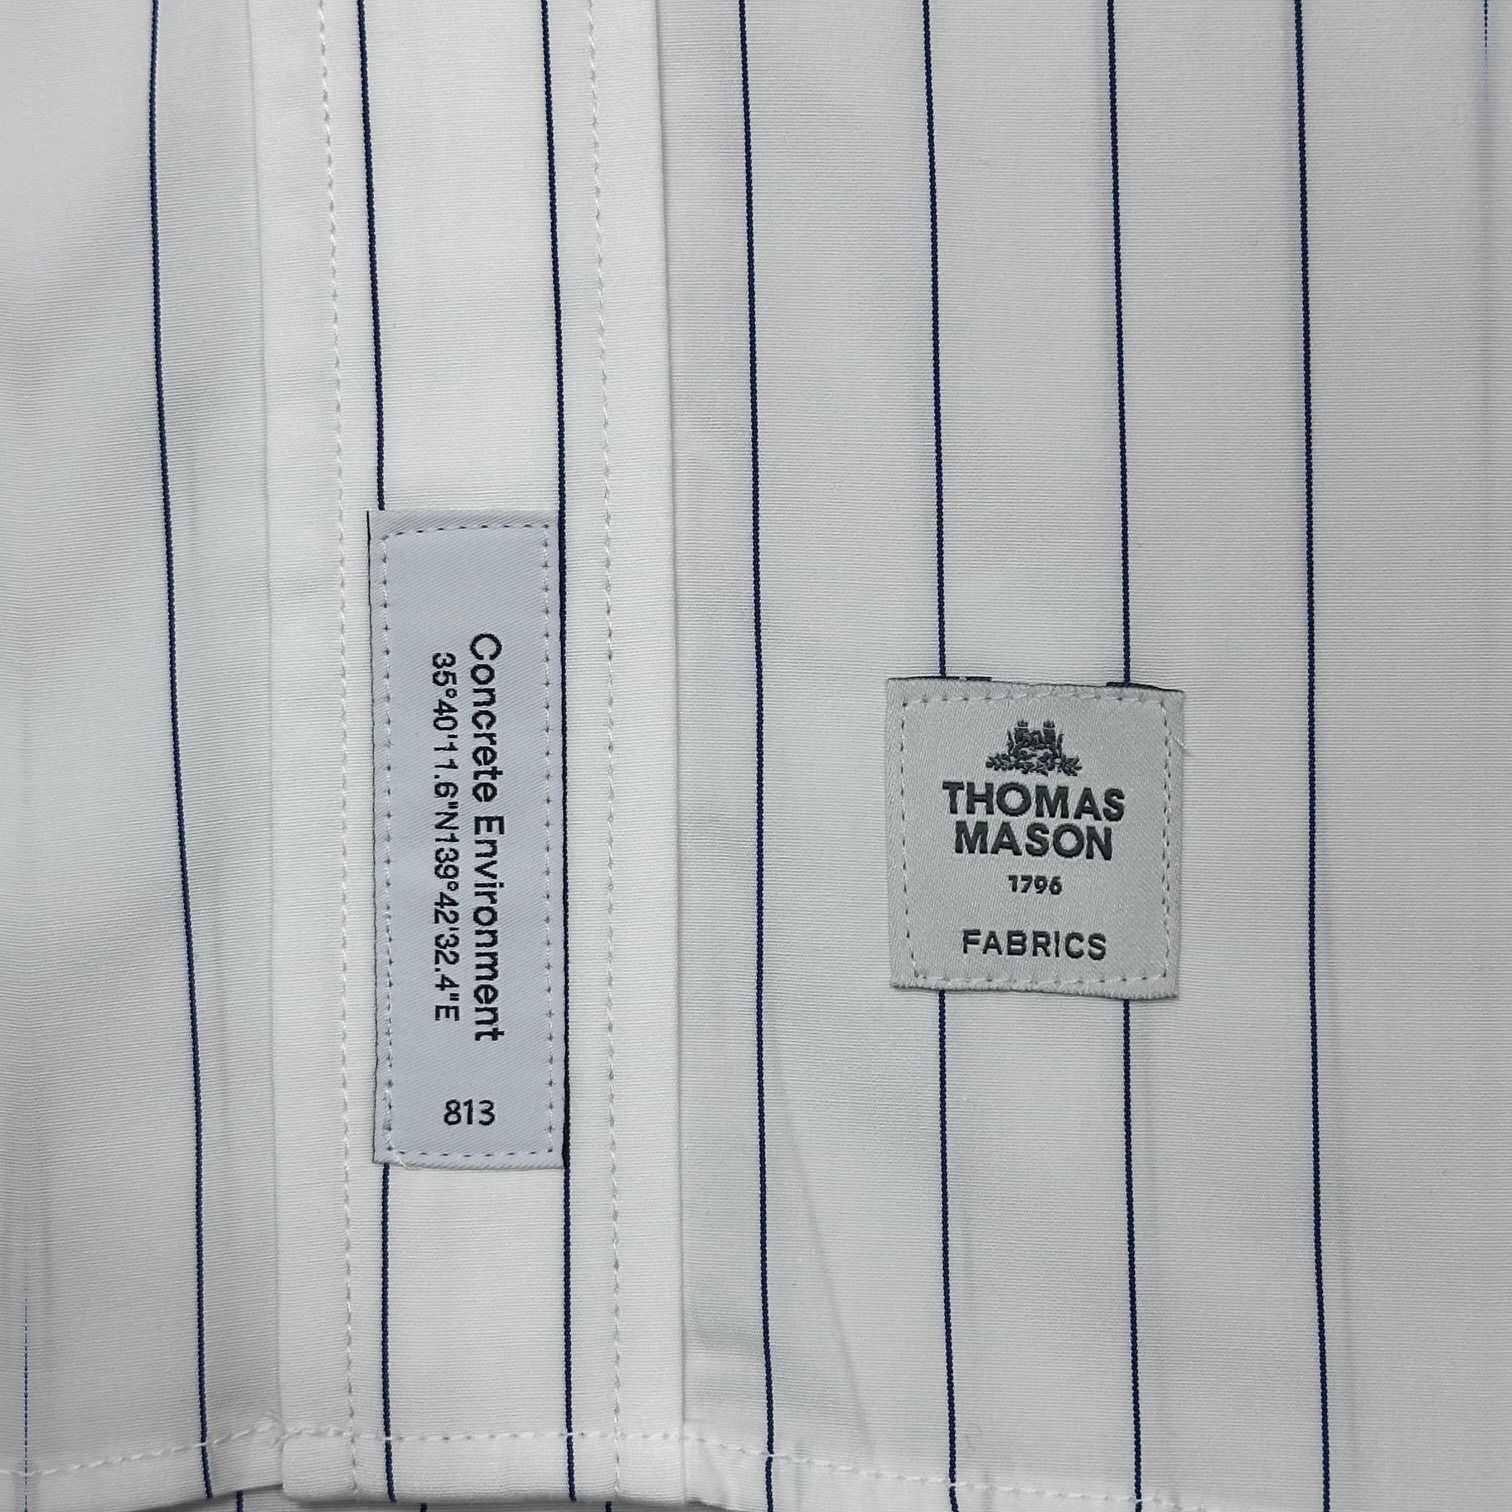 Concrete Environment
35°40'11.6"N139°42'32.4"E
813
THOMAS
MASON
1796
FABRICS